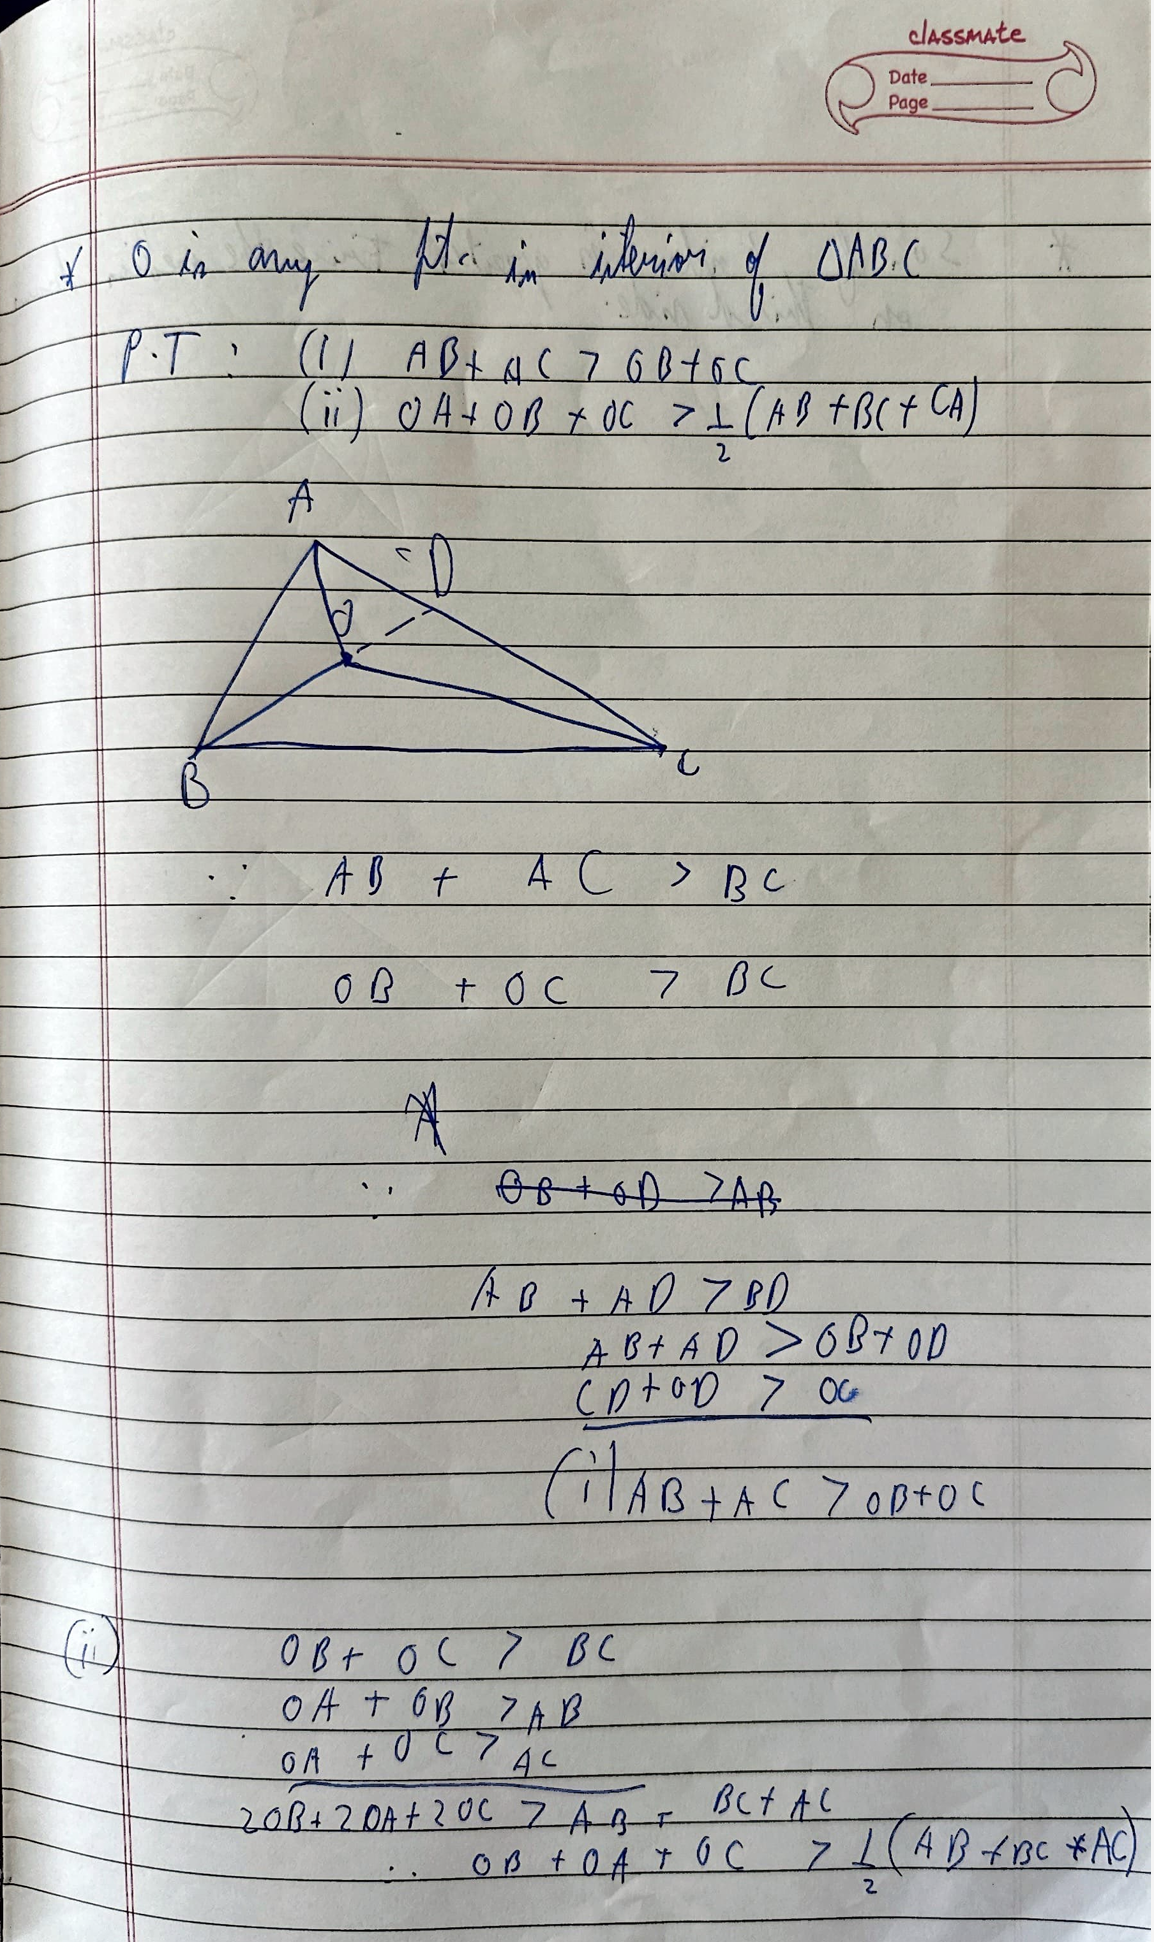 classmate
Date
Page
* O is any pt. in interior of ΔABC
P.T : (i) AB + AC > OB + OC
(ii) OA + OB + OC > 1/2 (AB + BC + CA)
A
D
O
B
C
∵ AB + AC > BC
OB + OC > BC
∵ OB + OD > AB
AB + AD > BD
AB + AD > OB + OD
CD + OD > OC
(i) AB + AC > OB + OC
(ii) OB + OC > BC
OA + OB > AB
OA + OC > AC
2OB + 2OA + 2OC > AB + BC + AC
∴ OB + OA + OC > 1/2 (AB + BC + AC)